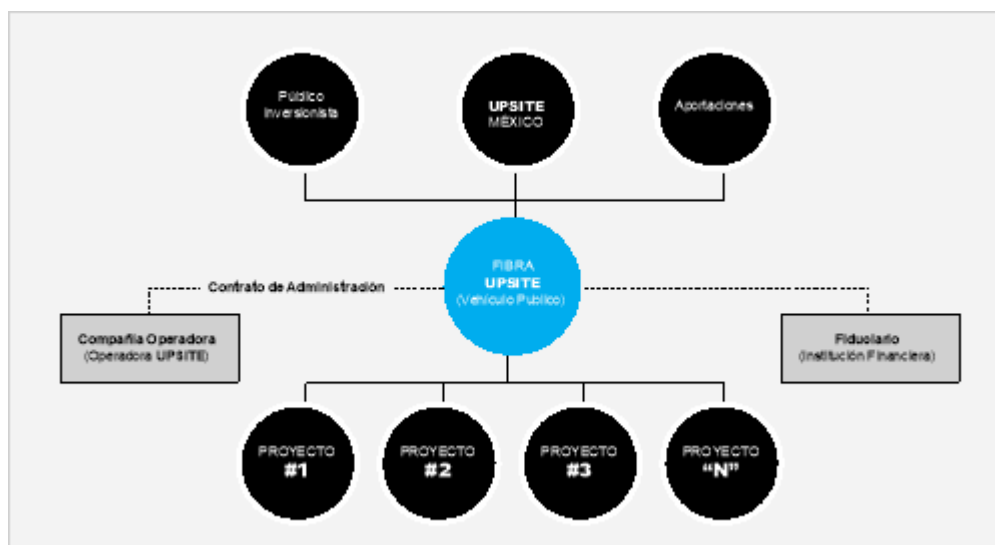 Público
Inversionista
UPSITE
MÉXICO
Aportaciones
FIBRA
UPSITE
(Vehículo Público)
Contrato de Administración
Compañía Operadora
(Operadora UPSITE)
Fiduciario
(Institución Financiera)
PROYECTO
#1
PROYECTO
#2
PROYECTO
#3
PROYECTO
“N”